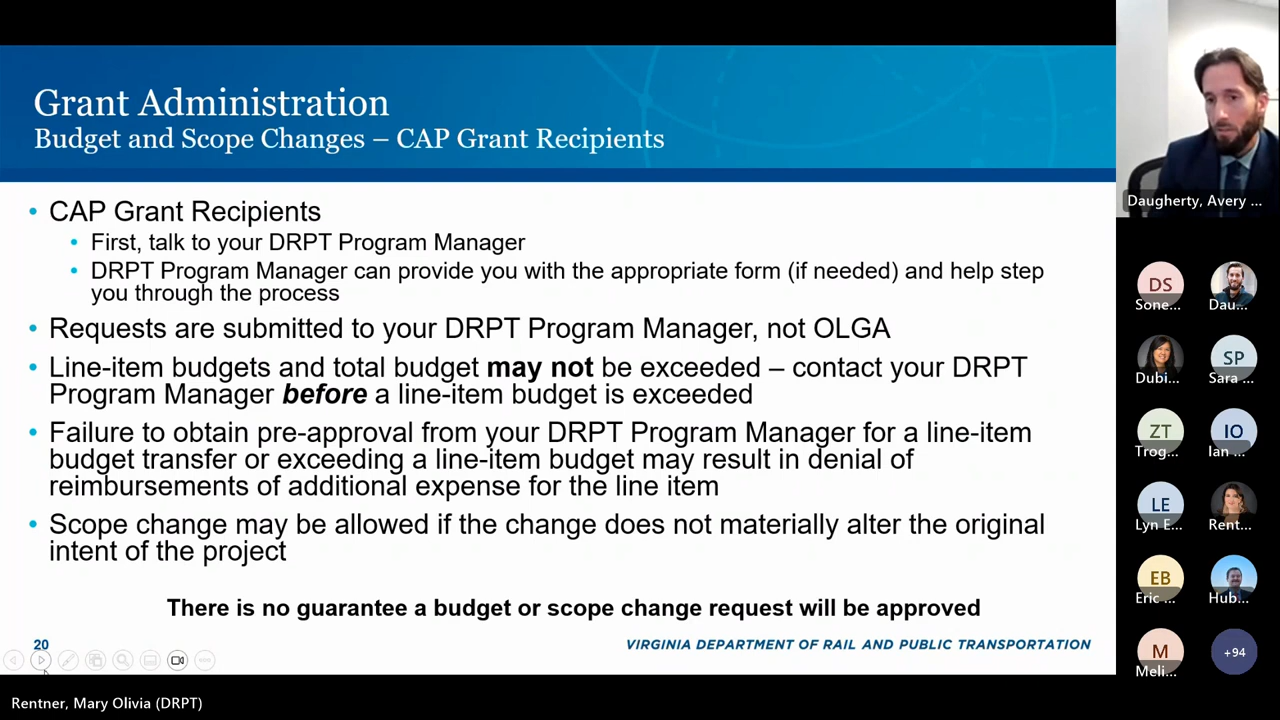 Grant Administration
Budget and Scope Changes – CAP Grant Recipients
• CAP Grant Recipients
• First, talk to your DRPT Program Manager
• DRPT Program Manager can provide you with the appropriate form (if needed) and help step
you through the process
• Requests are submitted to your DRPT Program Manager, not OLGA
• Line-item budgets and total budget may not be exceeded – contact your DRPT
Program Manager before a line-item budget is exceeded
• Failure to obtain pre-approval from your DRPT Program Manager for a line-item
budget transfer or exceeding a line-item budget may result in denial of
reimbursements of additional expense for the line item
• Scope change may be allowed if the change does not materially alter the original
intent of the project
There is no guarantee a budget or scope change request will be approved
20
VIRGINIA DEPARTMENT OF RAIL AND PUBLIC TRANSPORTATION
Rentner, Mary Olivia (DRPT)
Daugherty, Avery ...
DS
Sone...
Dau...
Dubi...
SP
Sara ...
ZT
Trog...
IO
Ian ...
LE
Lyn E...
Rent...
EB
Eric ...
Hub...
M
Meli...
+94